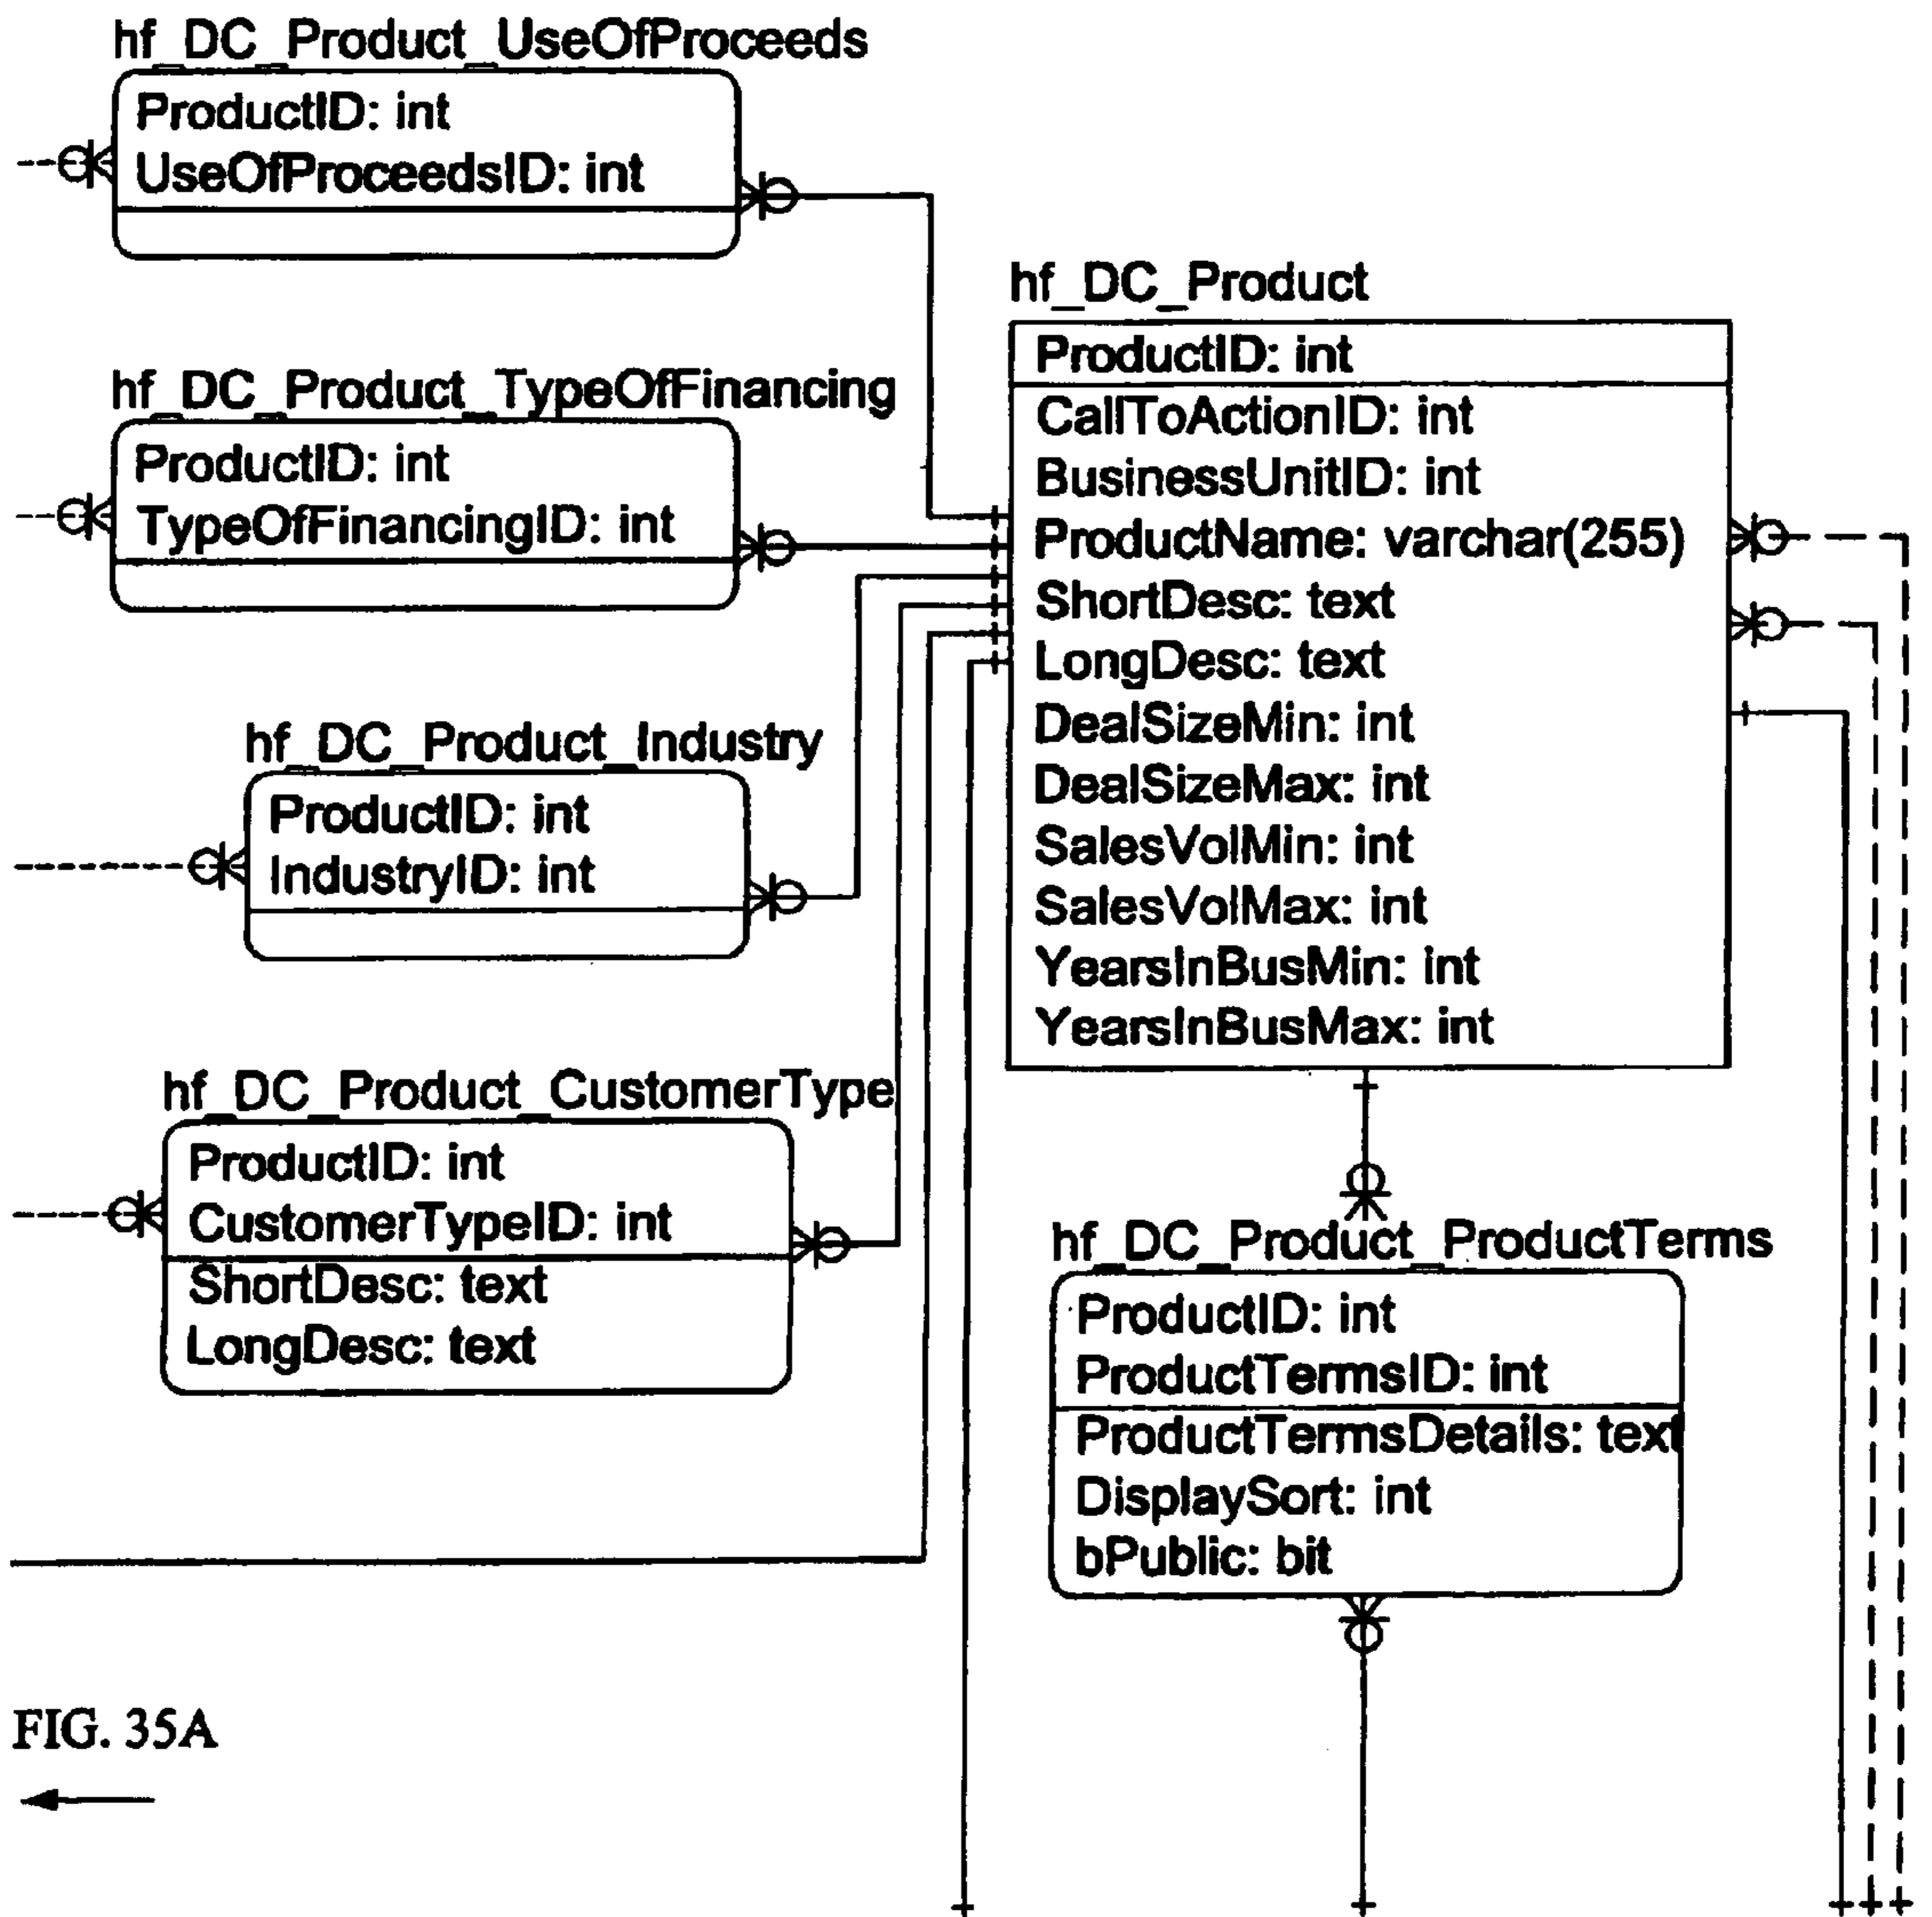 hf_DC_Product_UseOfProceeds
ProductID: int
UseOfProceedsID: int
hf_DC_Product_TypeOfFinancing
ProductID: int
TypeOfFinancingID: int
hf_DC_Product_Industry
ProductID: int
IndustryID: int
hf_DC_Product_CustomerType
ProductID: int
CustomerTypeID: int
ShortDesc: text
LongDesc: text
hf_DC_Product
ProductID: int
CallToActionID: int
BusinessUnitID: int
ProductName: varchar(255)
ShortDesc: text
LongDesc: text
DealSizeMin: int
DealSizeMax: int
SalesVolMin: int
SalesVolMax: int
YearsInBusMin: int
YearsInBusMax: int
hf_DC_Product_ProductTerms
ProductID: int
ProductTermsID: int
ProductTermsDetails: text
DisplaySort: int
bPublic: bit
FIG. 35A